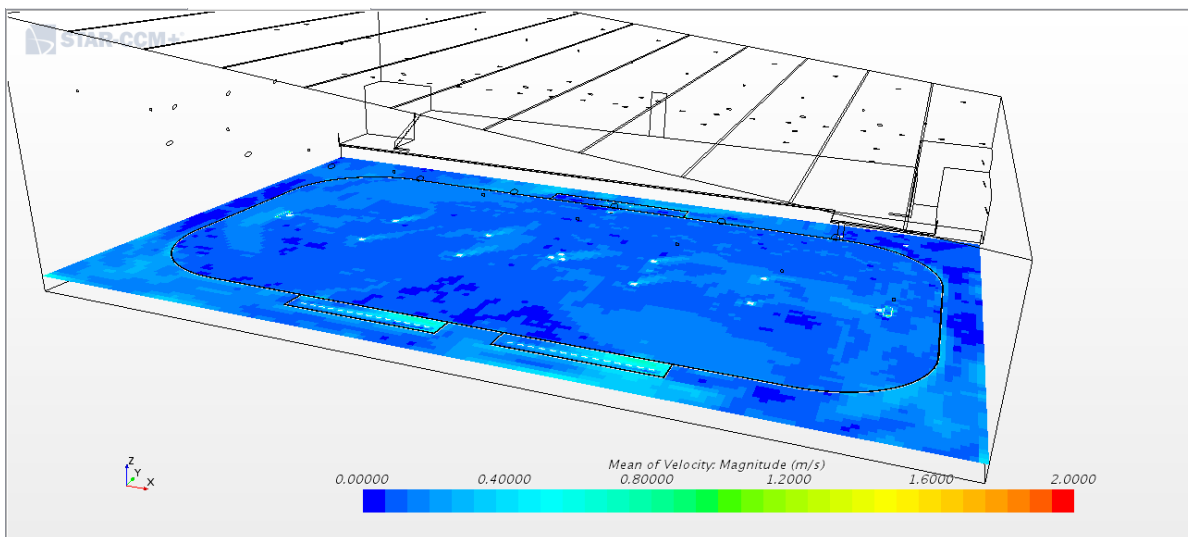 STAR-CCM+
Z
Y
X
Mean of Velocity: Magnitude (m/s)
0.00000 0.40000 0.80000 1.2000 1.6000 2.0000